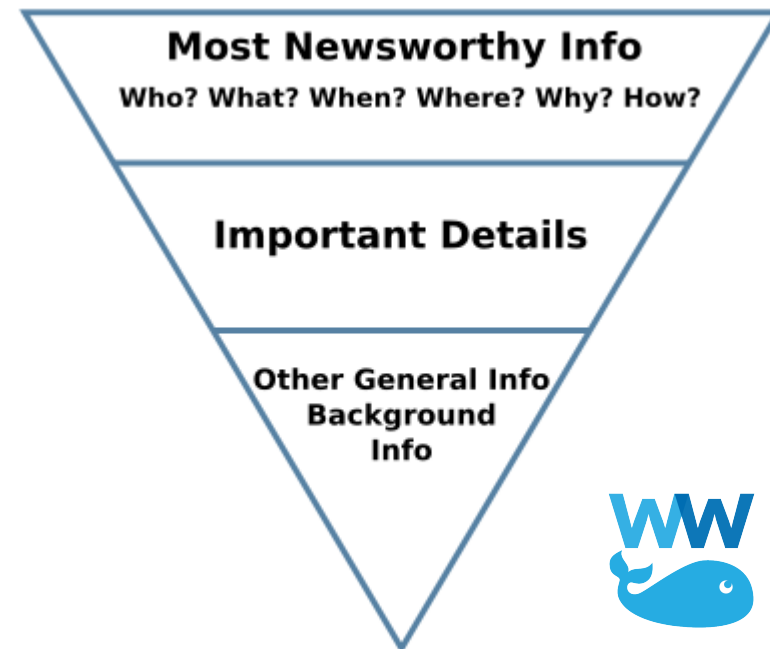 Most Newsworthy Info
Who? What? When? Where? Why? How?
Important Details
Other General Info
Background
Info
WW